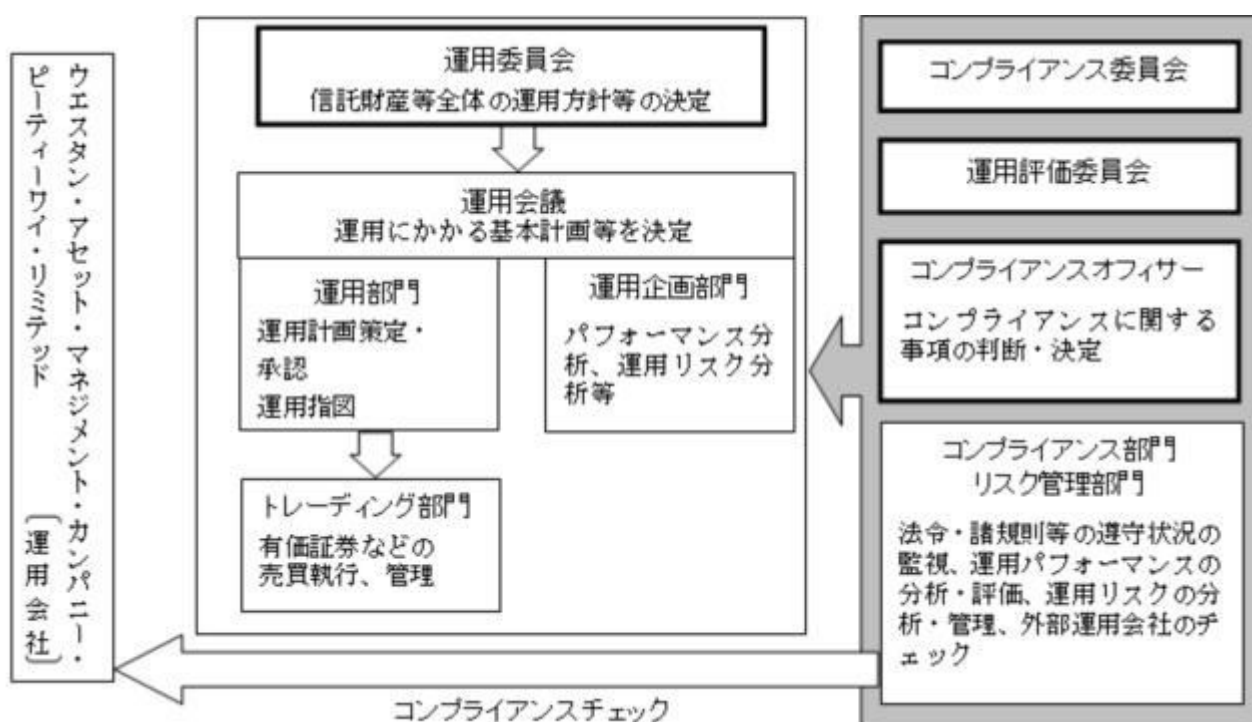 ウエスタン・アセット・マネジメント・カンパニー・
ピーティーワイ・リミテッド
〔運用会社〕
運用委員会
信託財産等全体の運用方針等の決定
運用会議
運用にかかる基本計画等を決定
運用部門
運用計画策定・
承認
運用指図
運用企画部門
パフォーマンス分
析、運用リスク分
析等
トレーディング部門
有価証券などの
売買執行、管理
コンプライアンス委員会
運用評価委員会
コンプライアンスオフィサー
コンプライアンスに関する
事項の判断・決定
コンプライアンス部門
リスク管理部門
法令・諸規則等の遵守状況の
監視、運用パフォーマンスの
分析・評価、運用リスクの分
析・管理、外部運用会社のチ
ェック
コンプライアンスチェック